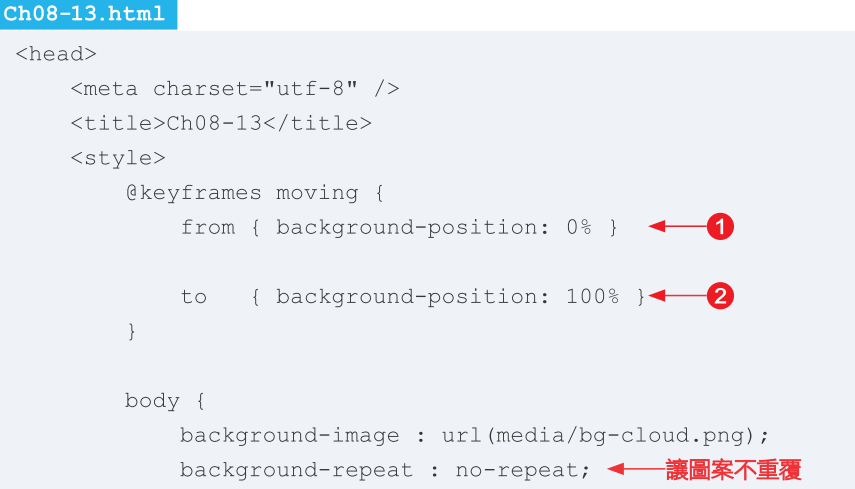 Ch08-13.html
<head>
<meta charset="utf-8" />
<title>Ch08-13</title>
<style>
@keyframes moving {
from { background-position: 0% } 1
to { background-position: 100% } 2
}
body {
background-image : url(media/bg-cloud.png);
background-repeat : no-repeat; 讓圖案不重覆